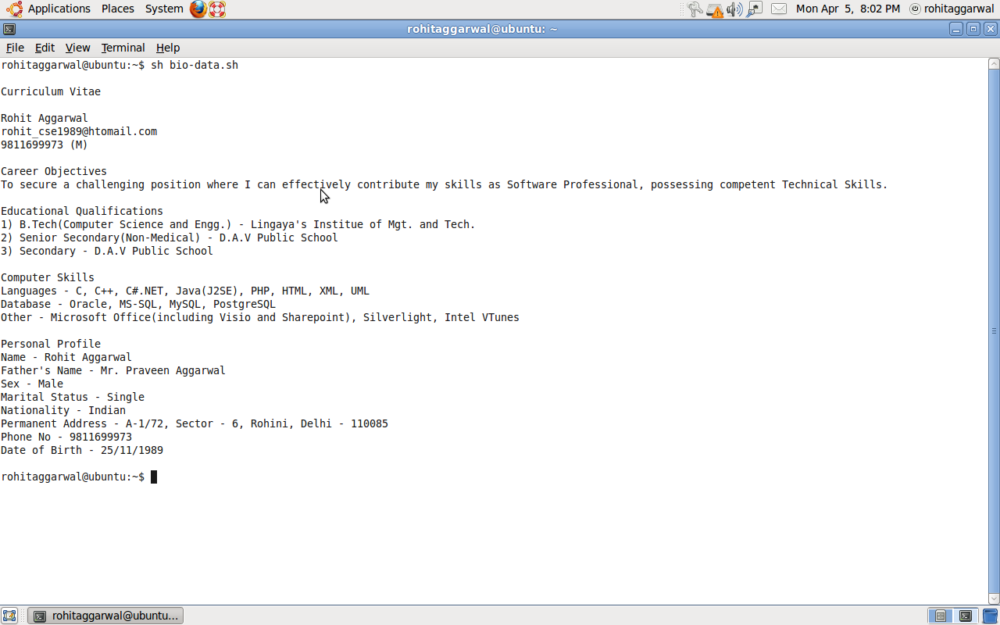 Applications Places System Mon Apr 5, 8:02 PM rohitaggarwal
rohitaggarwal@ubuntu: ~
File Edit View Terminal Help
rohitaggarwal@ubuntu:~$ sh bio-data.sh
Curriculum Vitae
Rohit Aggarwal
rohit_cse1989@htomail.com
9811699973 (M)
Career Objectives
To secure a challenging position where I can effectively contribute my skills as Software Professional, possessing competent Technical Skills.
Educational Qualifications
1) B.Tech(Computer Science and Engg.) - Lingaya's Institue of Mgt. and Tech.
2) Senior Secondary(Non-Medical) - D.A.V Public School
3) Secondary - D.A.V Public School
Computer Skills
Languages - C, C++, C#.NET, Java(J2SE), PHP, HTML, XML, UML
Database - Oracle, MS-SQL, MySQL, PostgreSQL
Other - Microsoft Office(including Visio and Sharepoint), Silverlight, Intel VTunes
Personal Profile
Name - Rohit Aggarwal
Father's Name - Mr. Praveen Aggarwal
Sex - Male
Marital Status - Single
Nationality - Indian
Permanent Address - A-1/72, Sector - 6, Rohini, Delhi - 110085
Phone No - 9811699973
Date of Birth - 25/11/1989
rohitaggarwal@ubuntu:~$
rohitaggarwal@ubuntu...